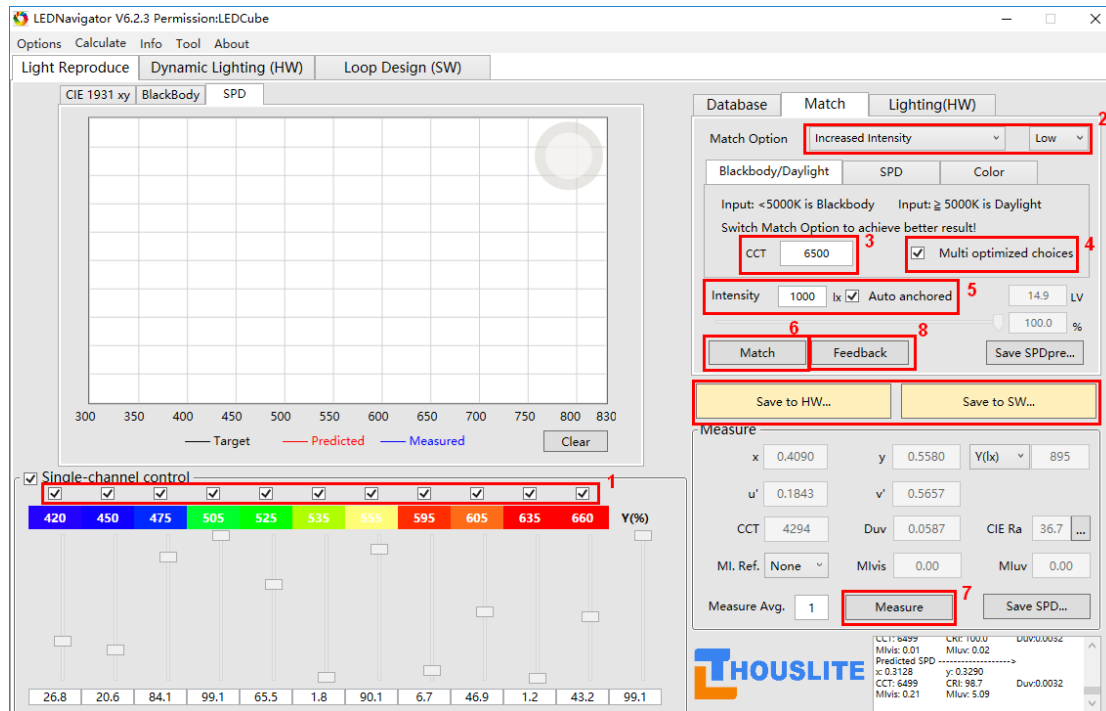 LEDNavigator V6.2.3 Permission:LEDCube
Options Calculate Info Tool About
Light Reproduce Dynamic Lighting (HW) Loop Design (SW)
CIE 1931 xy BlackBody SPD
300 350 400 450 500 550 600 650 700 750 800 830
Target Predicted Measured Clear
Single-channel control
1
420 450 475 505 525 535 555 595 605 635 660 Y(%)
26.8 20.6 84.1 99.1 65.5 1.8 90.1 6.7 46.9 1.2 43.2 99.1
Database Match Lighting(HW)
2
Match Option Increased Intensity Low
Blackbody/Daylight SPD Color
Input: <5000K is Blackbody Input: ≧ 5000K is Daylight
Switch Match Option to achieve better result!
CCT 6500 3 Multi optimized choices 4
Intensity 1000 lx Auto anchored 5 14.9 LV
100.0 %
6 8
Match Feedback Save SPDpre...
Save to HW... Save to SW...
Measure
x 0.4090 y 0.5580 Y(lx) 895
u' 0.1843 v' 0.5657
CCT 4294 Duv 0.0587 CIE Ra 36.7 ...
MI. Ref. None MIvis 0.00 MIuv 0.00
Measure Avg. 1 Measure 7 Save SPD...
THOUSLITE
CCT: 6499 CRI: 100.0 Duv:0.0032
MIvis: 0.01 MIuv: 0.02
Predicted SPD -------------------->
x: 0.3128 y: 0.3290
CCT: 6499 CRI: 98.7 Duv:0.0032
MIvis: 0.21 MIuv: 5.09